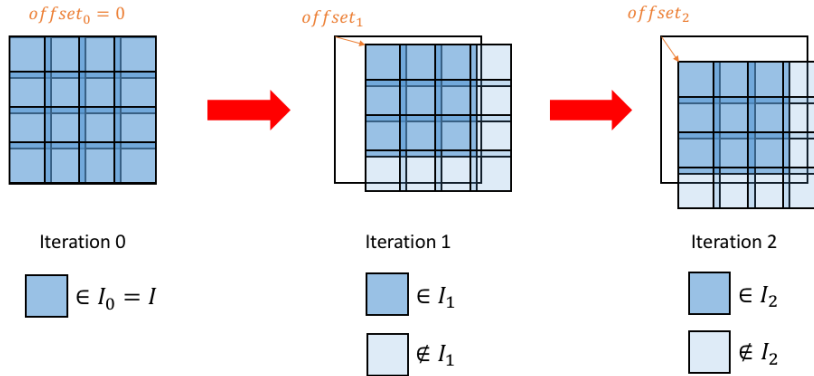 offset₀ = 0
offset₁
offset₂
Iteration 0
Iteration 1
Iteration 2
∈ I₀ = I
∈ I₁
∈ I₂
∉ I₁
∉ I₂